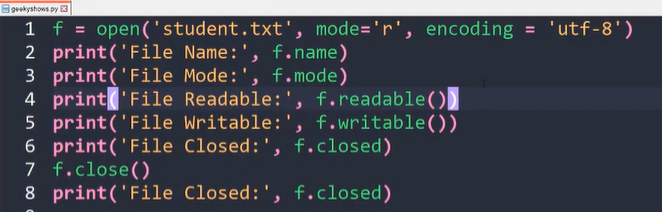 geekyshows.py
1 f = open('student.txt', mode='r', encoding = 'utf-8')
2 print('File Name:', f.name)
3 print('File Mode:', f.mode)
4 print('File Readable:', f.readable())
5 print('File Writable:', f.writable())
6 print('File Closed:', f.closed)
7 f.close()
8 print('File Closed:', f.closed)